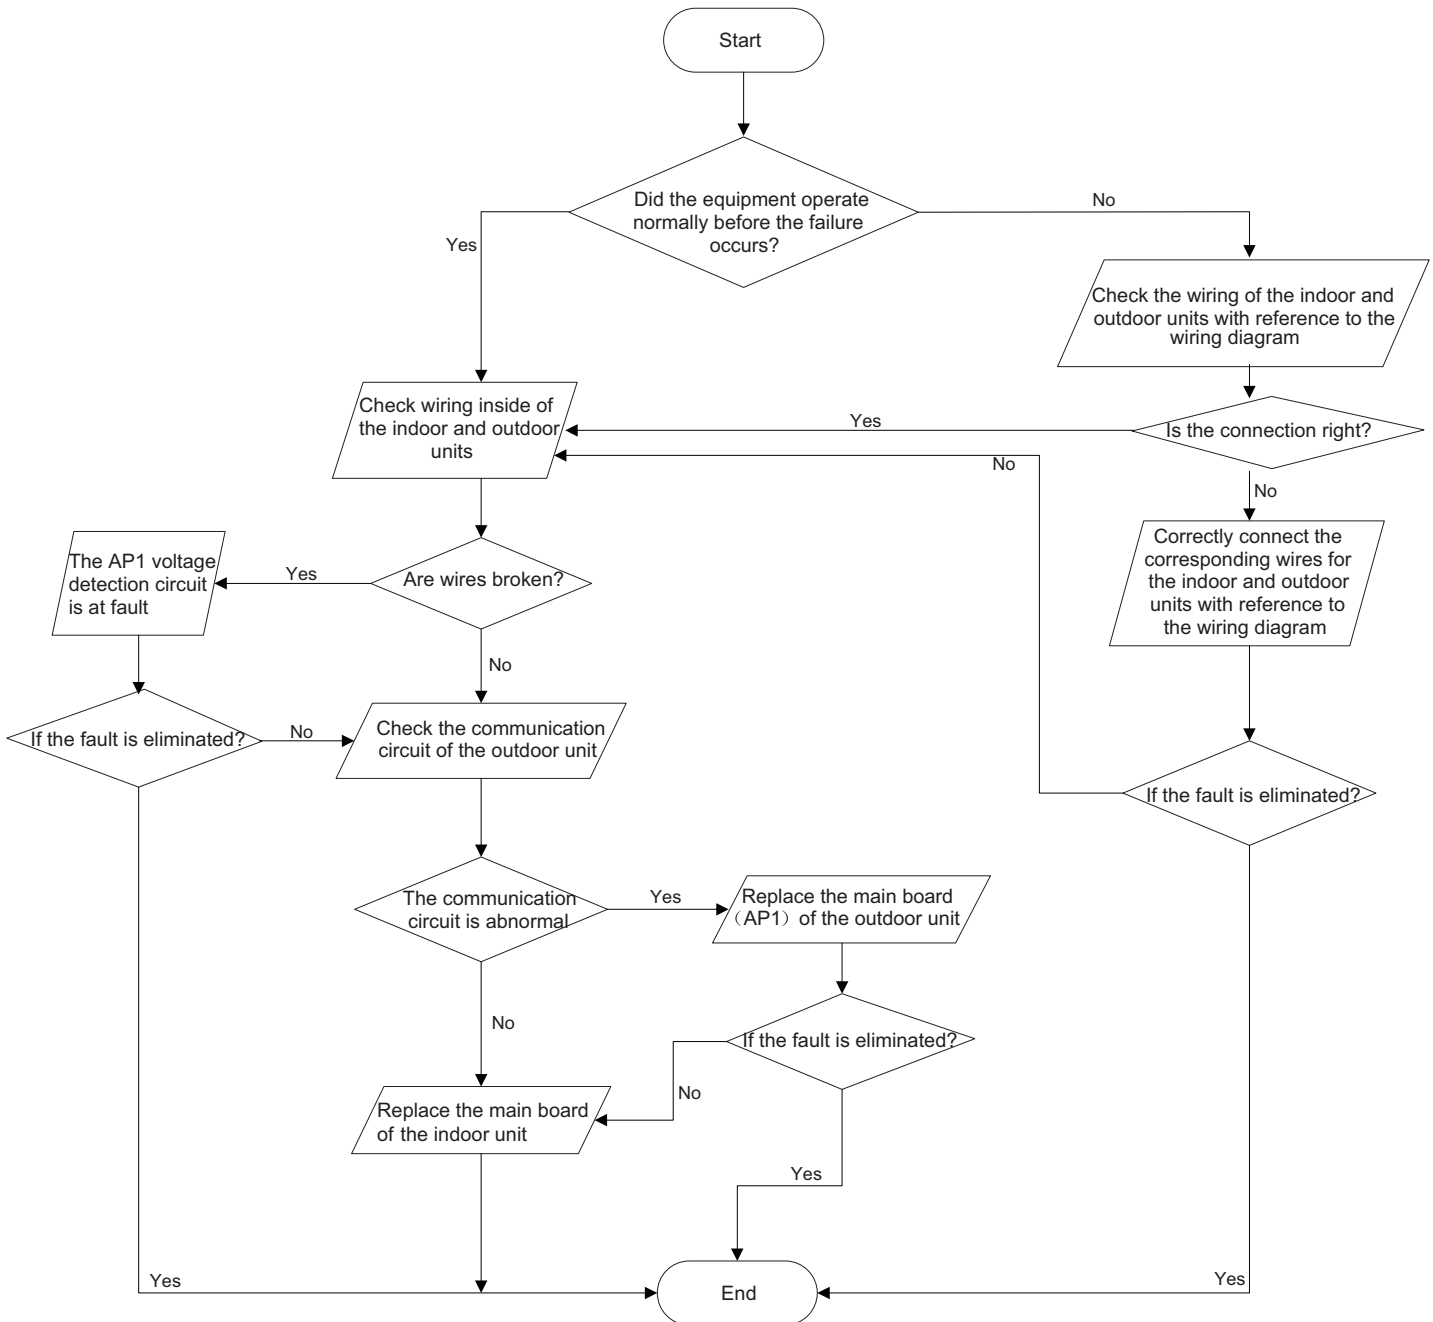 Start
Did the equipment operate
normally before the failure
occurs?
No
Yes
Check the wiring of the indoor and
outdoor units with reference to the
wiring diagram
Check wiring inside of
the indoor and outdoor
units
Yes
Is the connection right?
No
No
The AP1 voltage
detection circuit
is at fault
Yes
Are wires broken?
Correctly connect the
corresponding wires for
the indoor and outdoor
units with reference to
the wiring diagram
No
If the fault is eliminated?
No
Check the communication
circuit of the outdoor unit
If the fault is eliminated?
The communication
circuit is abnormal
Yes
Replace the main board
（AP1）of the outdoor unit
No
If the fault is eliminated?
No
Replace the main board
of the indoor unit
Yes
Yes
End
Yes